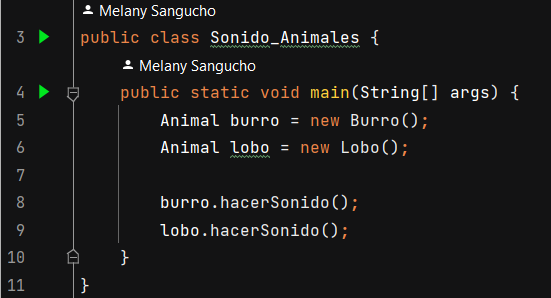 Melany Sangucho
3 public class Sonido_Animales {
Melany Sangucho
4 public static void main(String[] args) {
5 Animal burro = new Burro();
6 Animal lobo = new Lobo();
7
8 burro.hacerSonido();
9 lobo.hacerSonido();
10 }
11 }